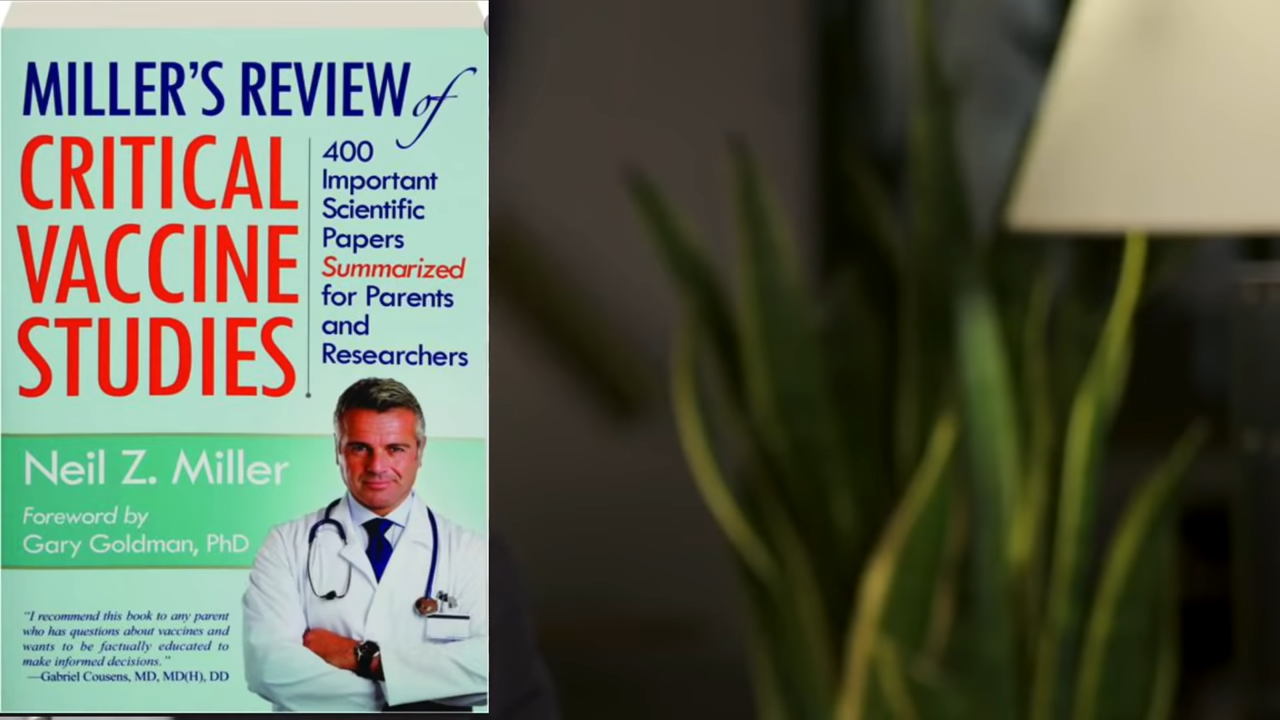 MILLER'S REVIEW of
CRITICAL
VACCINE
STUDIES
400
Important
Scientific
Papers
Summarized
for Parents
and
Researchers
Neil Z. Miller
Foreword by
Gary Goldman, PhD
"I recommend this book to any parent
who has questions about vaccines and
wants to be factually educated to
make informed decisions."
—Gabriel Cousens, MD, MD(H), DD